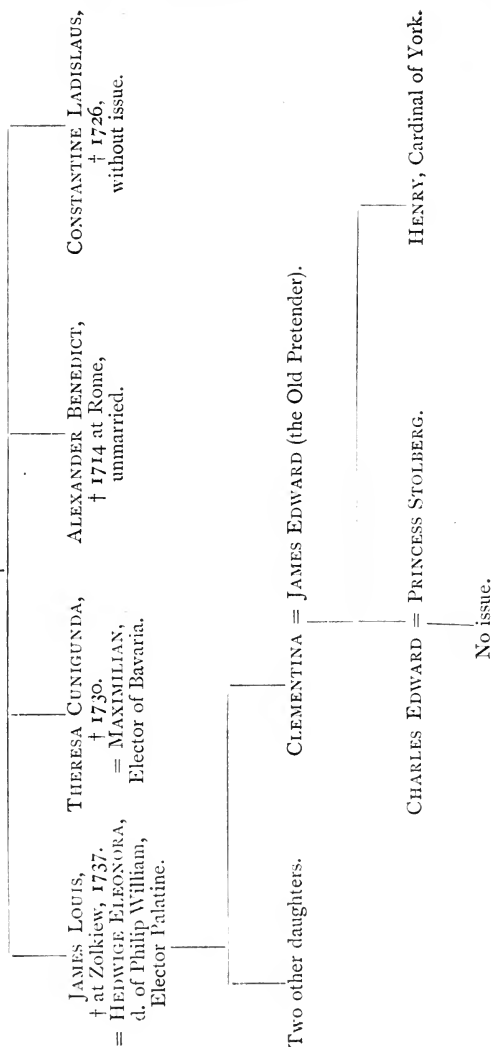 JAMES LOUIS,
† at Zolkiew, 1737.
= HEDWIGE ELEONORA,
d. of Philip William,
Elector Palatine.
THERESA CUNIGUNDA,
† 1730.
= MAXIMILIAN,
Elector of Bavaria.
ALEXANDER BENEDICT,
† 1714 at Rome,
unmarried.
CONSTANTINE LADISLAUS,
† 1726,
without issue.
Two other daughters.
CLEMENTINA = JAMES EDWARD (the Old Pretender).
CHARLES EDWARD = PRINCESS STOLBERG.
HENRY, Cardinal of York.
No issue.